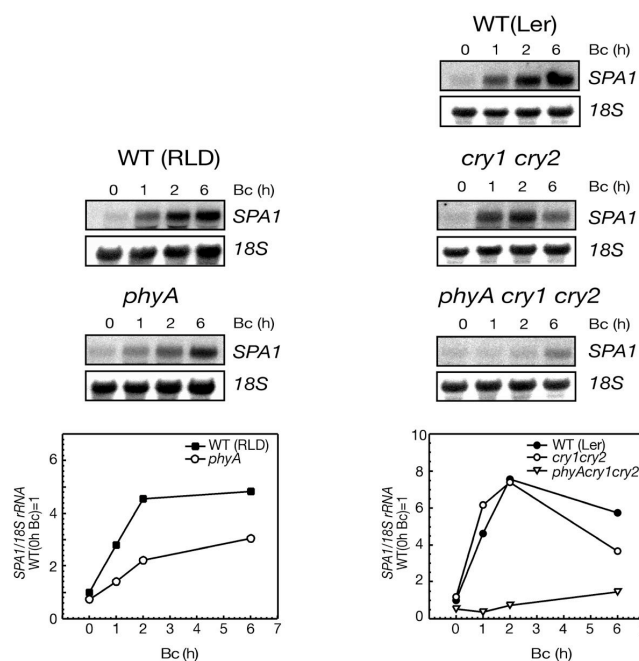 WT(Ler)
0 1 2 6 Bc (h)
SPA1
18S
WT (RLD)
0 1 2 6 Bc (h)
SPA1
18S
cry1 cry2
0 1 2 6 Bc (h)
SPA1
18S
phyA
0 1 2 6 Bc (h)
SPA1
18S
phyA cry1 cry2
0 1 2 6 Bc (h)
SPA1
18S
WT (RLD)
phyA
6
4
2
0
SPA1/18S rRNA
WT(0h Bc)=1
0 1 2 3 4 5 6 7
Bc (h)
WT (Ler)
cry1cry2
phyAcry1cry2
10
8
6
4
2
0
SPA1/18S rRNA
WT(0h Bc)=1
0 1 2 3 4 5 6
Bc (h)